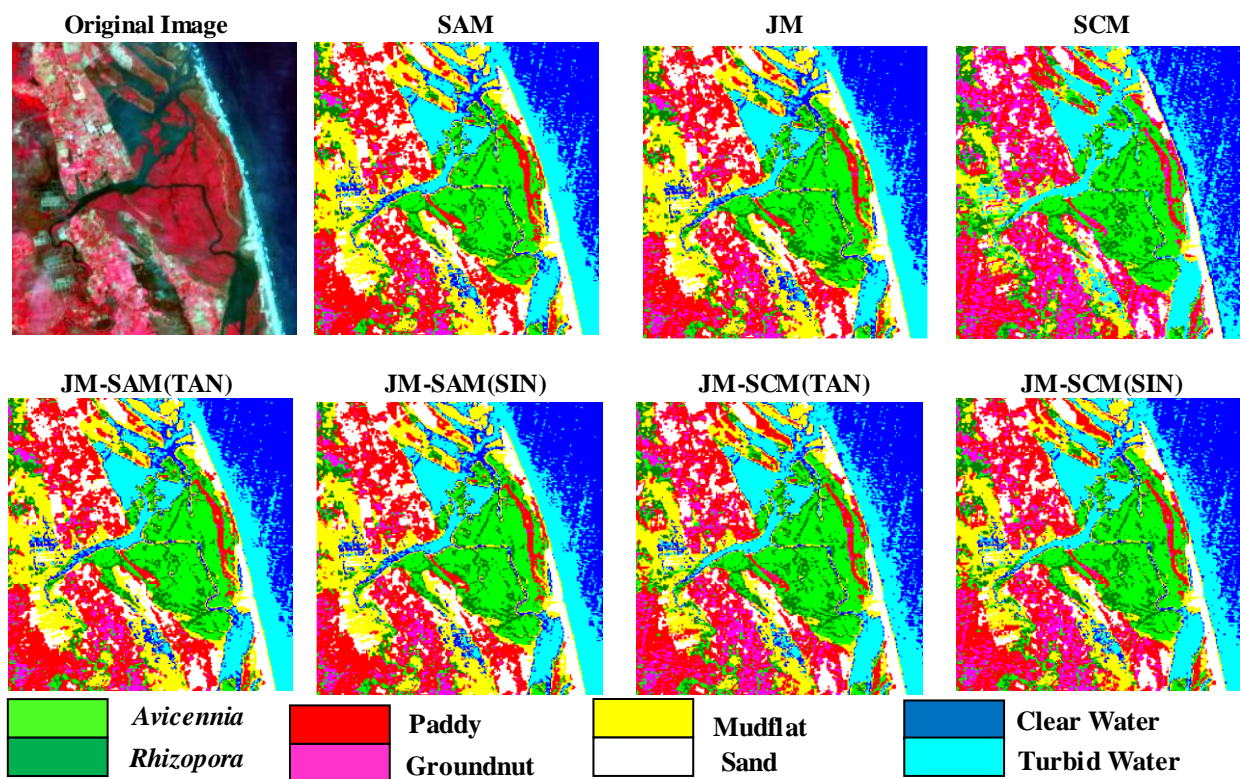 Original Image
SAM
JM
SCM
JM-SAM(TAN)
JM-SAM(SIN)
JM-SCM(TAN)
JM-SCM(SIN)
Avicennia
Paddy
Mudflat
Clear Water
Rhizopora
Groundnut
Sand
Turbid Water